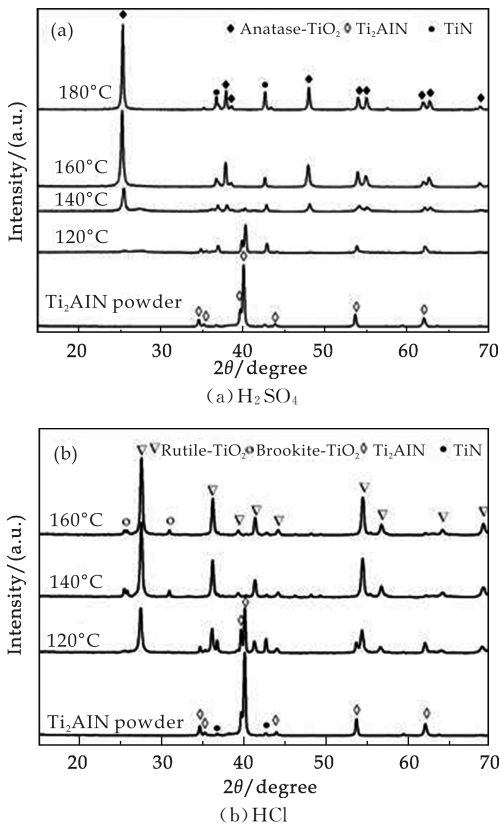 (a)
◆Anatase-TiO₂ ◊Ti₂AlN ●TiN
180°C
160°C
140°C
120°C
Ti₂AlN powder
Intensity/(a.u.)
20 30 40 50 60 70
2θ/degree
(a)H₂SO₄
(b)
▽Rutile-TiO₂ Brookite-TiO₂ ◊Ti₂AlN ●TiN
160°C
140°C
120°C
Ti₂AlN powder
Intensity/(a.u.)
20 30 40 50 60 70
2θ/degree
(b)HCl